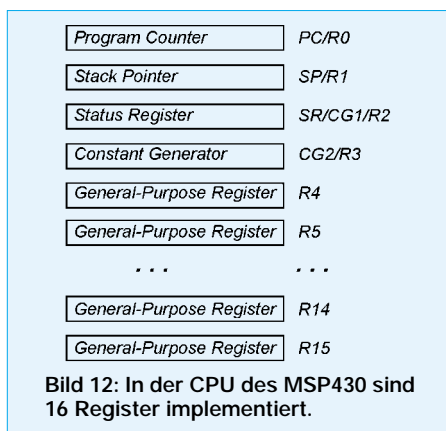 Program Counter PC/R0
Stack Pointer SP/R1
Status Register SR/CG1/R2
Constant Generator CG2/R3
General-Purpose Register R4
General-Purpose Register R5
. . . . . .
General-Purpose Register R14
General-Purpose Register R15
Bild 12: In der CPU des MSP430 sind
16 Register implementiert.